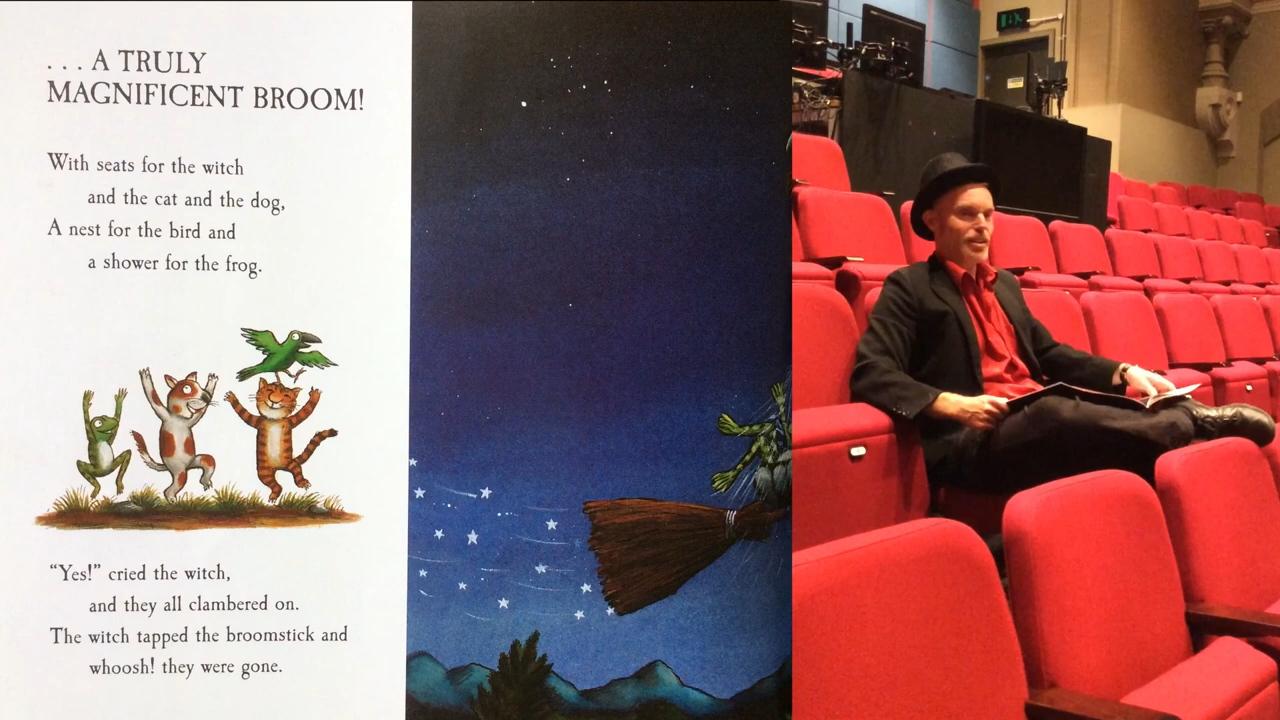 . . . A TRULY
MAGNIFICENT BROOM!
With seats for the witch
and the cat and the dog,
A nest for the bird and
a shower for the frog.
“Yes!” cried the witch,
and they all clambered on.
The witch tapped the broomstick and
whoosh! they were gone.